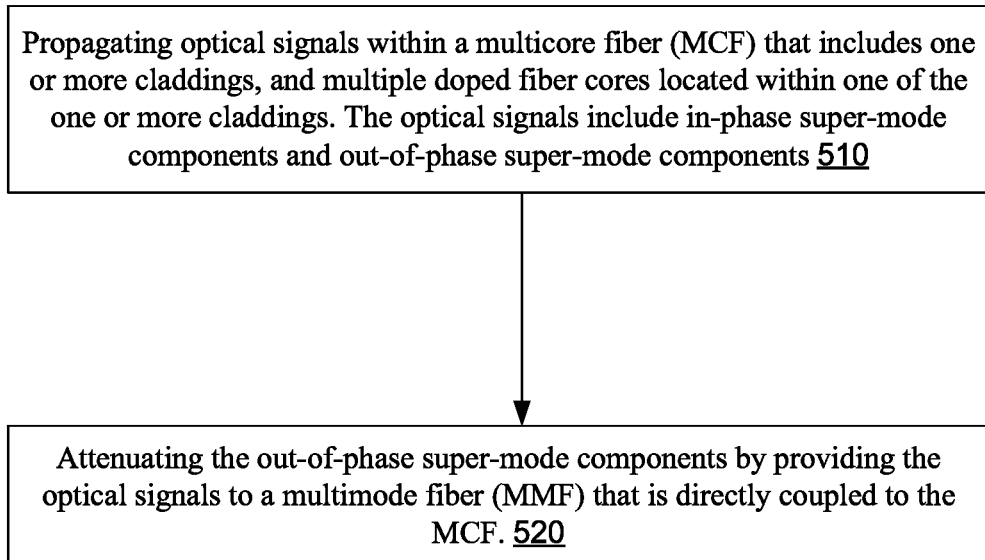 Propagating optical signals within a multicore fiber (MCF) that includes one
or more claddings, and multiple doped fiber cores located within one of the
one or more claddings. The optical signals include in-phase super-mode
components and out-of-phase super-mode components 510
Attenuating the out-of-phase super-mode components by providing the
optical signals to a multimode fiber (MMF) that is directly coupled to the
MCF. 520